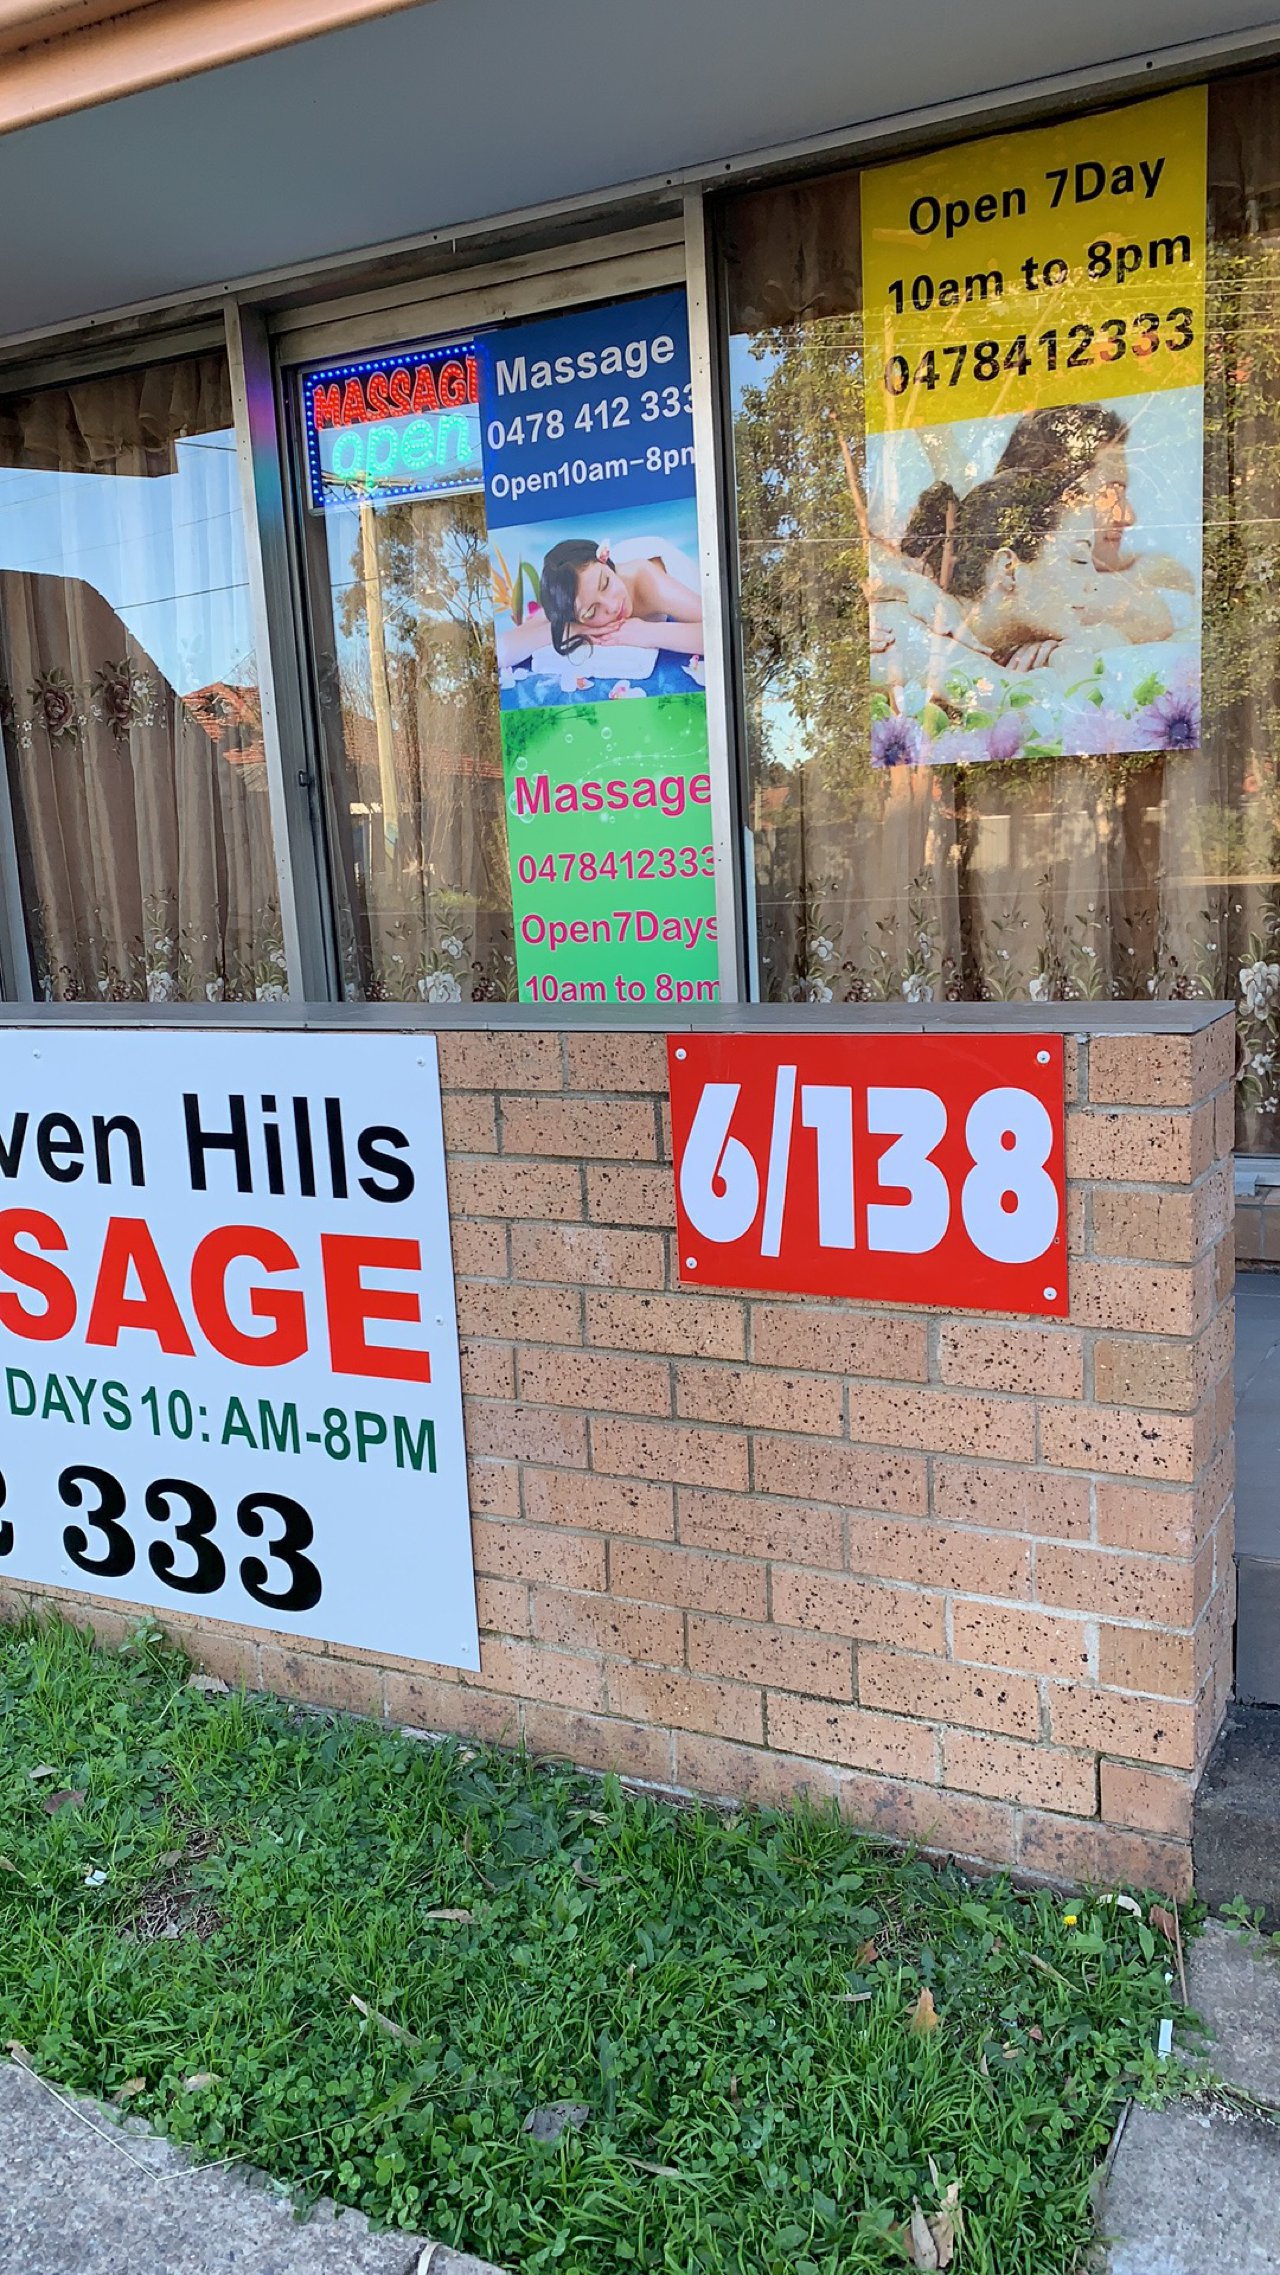 Open 7Day
10am to 8pm
0478412333
MASSAGE
open
Massage
0478 412 333
Open10am-8pm
Massage
0478412333
Open7Days
10am to 8pm
6/138
ven Hills
SAGE
DAYS 10: AM-8PM
333